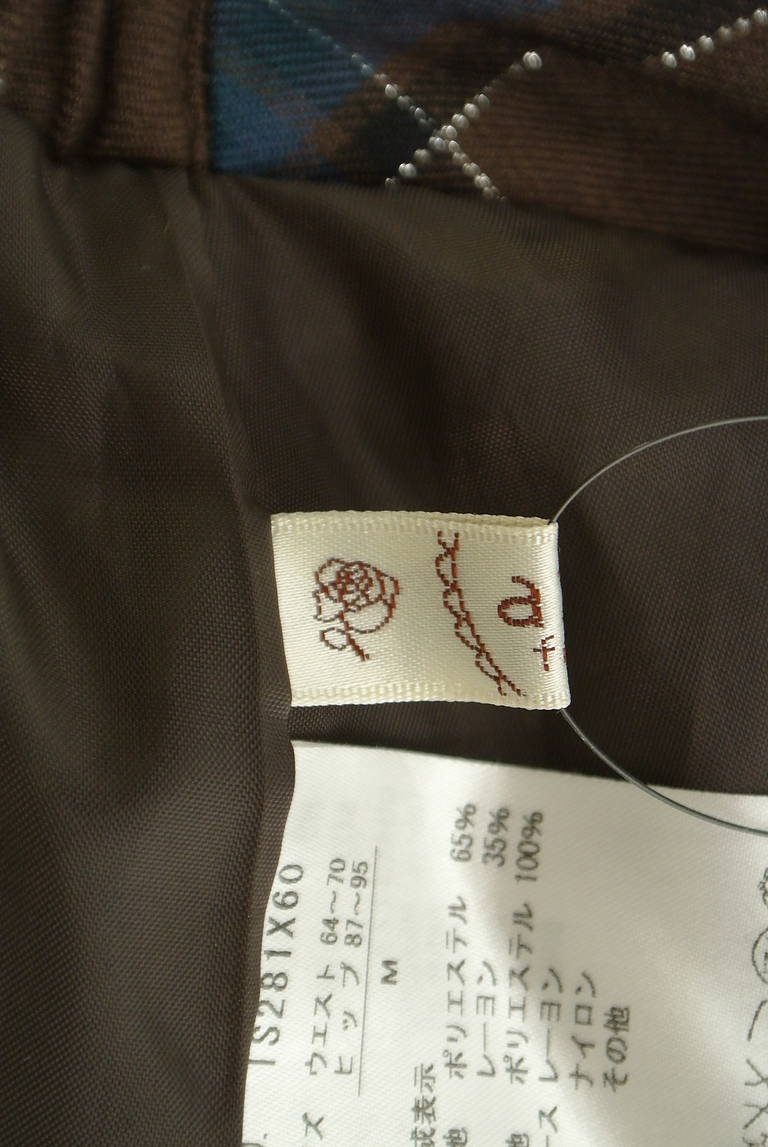 a
+
TS281X60
ウエスト 64～70
ヒップ 87～95
M
ズ
成表示
他 ポリエステル 65%
レーヨン 35%
他 ポリエステル 100%
ース レーヨン
ナイロン
その他